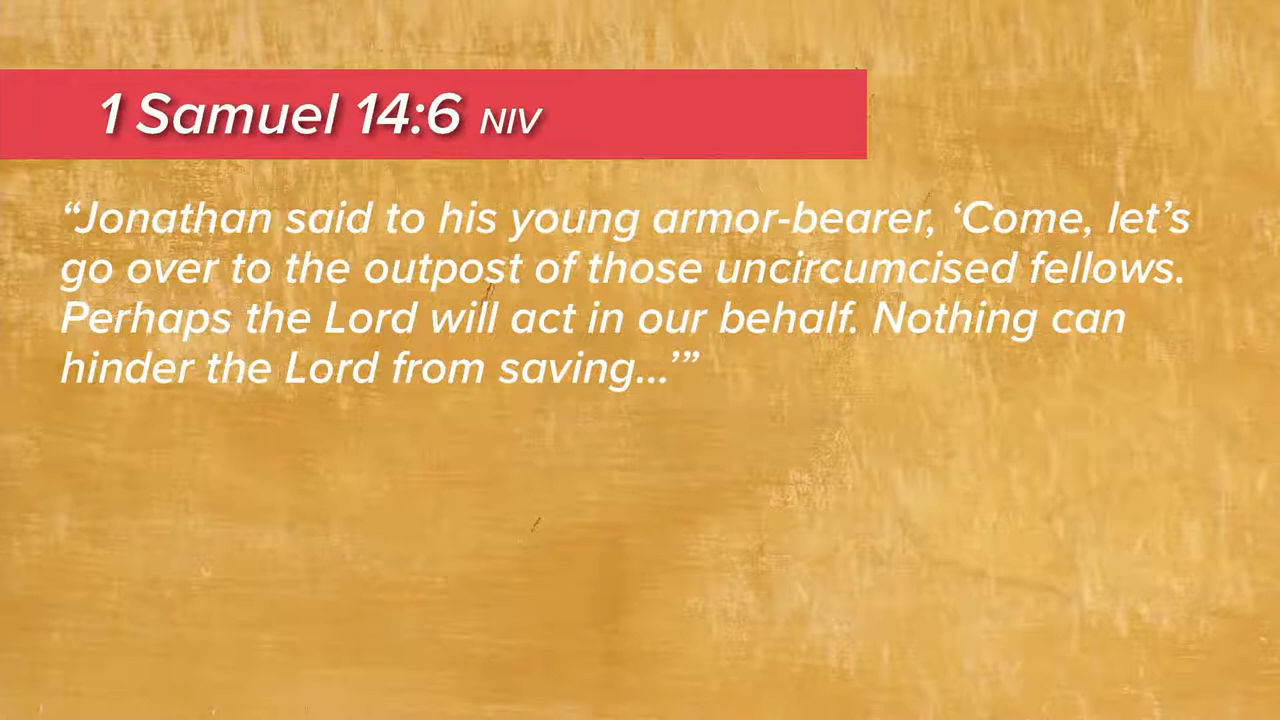 1 Samuel 14:6 NIV
“Jonathan said to his young armor-bearer, ‘Come, let’s
go over to the outpost of those uncircumcised fellows.
Perhaps the Lord will act in our behalf. Nothing can
hinder the Lord from saving...’”